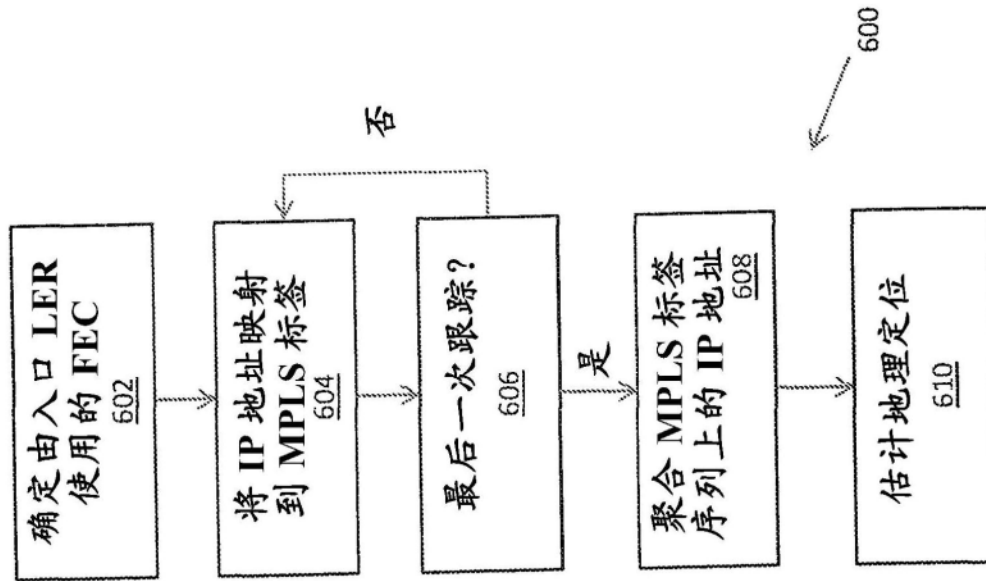 确定由入口 LER
使用的 FEC
602
将 IP 地址映射
到 MPLS 标签
604
否
最后一次跟踪?
606
是
聚合 MPLS 标签
序列上的 IP 地址
608
估计地理定位
610
600